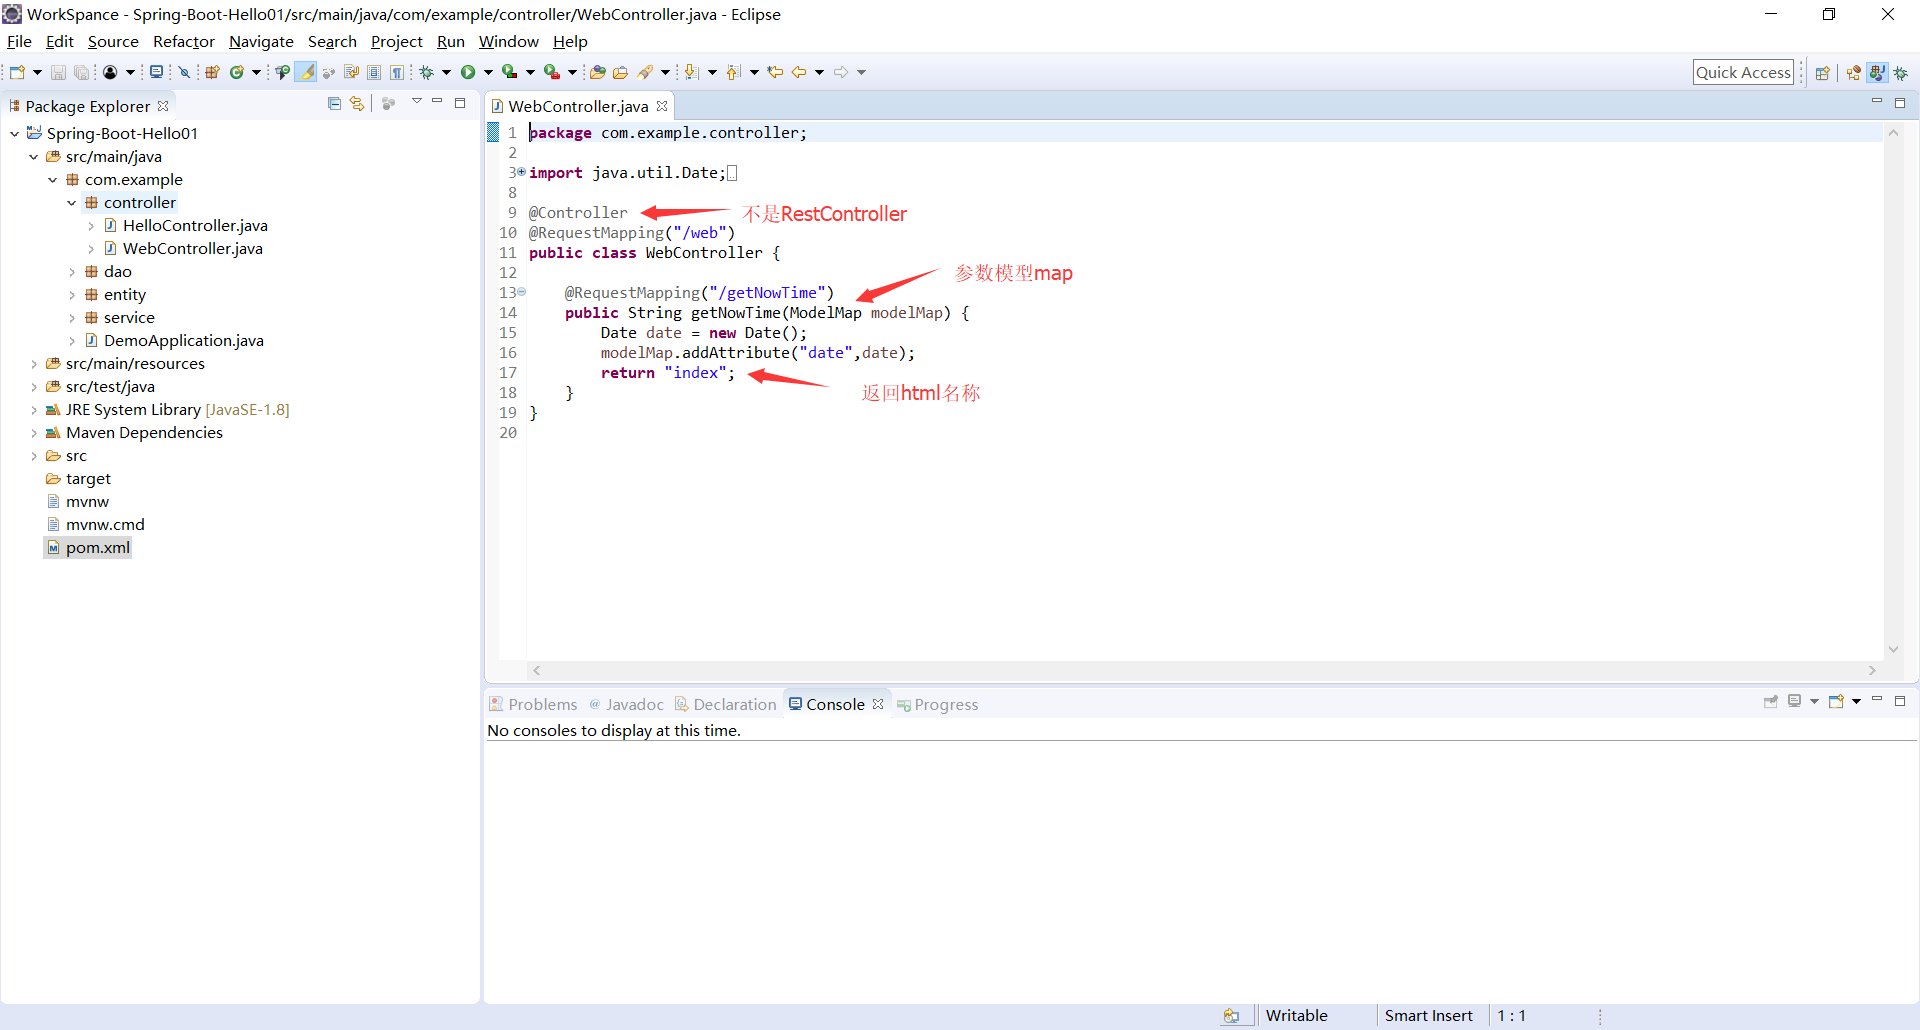 WorkSpance - Spring-Boot-Hello01/src/main/java/com/example/controller/WebController.java - Eclipse
File Edit Source Refactor Navigate Search Project Run Window Help
Quick Access
Package Explorer
Spring-Boot-Hello01
src/main/java
com.example
controller
HelloController.java
WebController.java
dao
entity
service
DemoApplication.java
src/main/resources
src/test/java
JRE System Library [JavaSE-1.8]
Maven Dependencies
src
target
mvnw
mvnw.cmd
pom.xml
WebController.java
1 package com.example.controller;
2
3 import java.util.Date;
8
9 @Controller 不是RestController
10 @RequestMapping("/web")
11 public class WebController {
12 参数模型map
13 @RequestMapping("/getNowTime")
14 public String getNowTime(ModelMap modelMap) {
15 Date date = new Date();
16 modelMap.addAttribute("date",date);
17 return "index";
18 } 返回html名称
19 }
20
Problems @ Javadoc Declaration Console Progress
No consoles to display at this time.
Writable Smart Insert 1 : 1